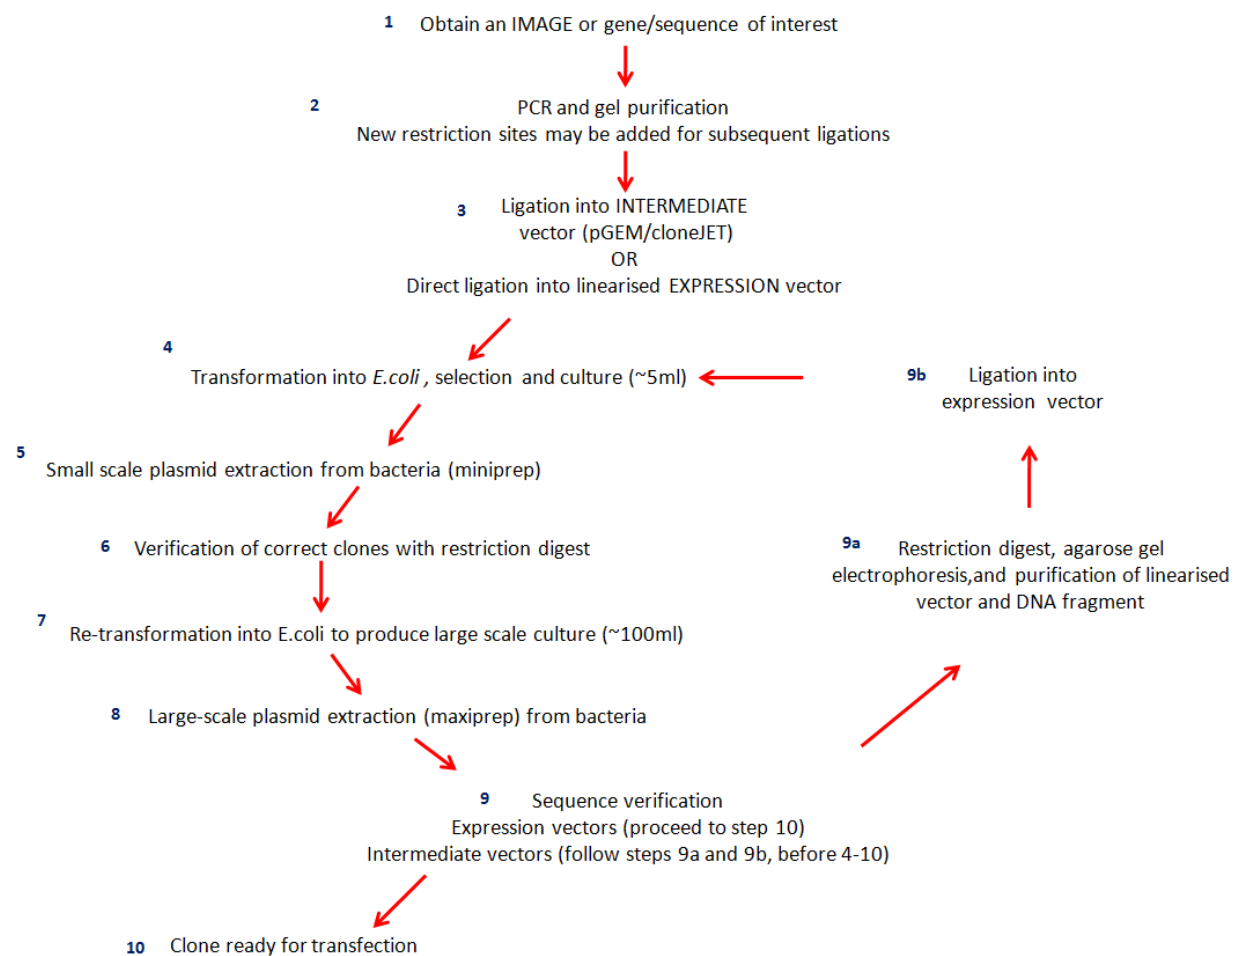 1 Obtain an IMAGE or gene/sequence of interest
2 PCR and gel purification
New restriction sites may be added for subsequent ligations
3 Ligation into INTERMEDIATE
vector (pGEM/cloneJET)
OR
Direct ligation into linearised EXPRESSION vector
4
Transformation into E.coli , selection and culture (~5ml)
5
Small scale plasmid extraction from bacteria (miniprep)
6 Verification of correct clones with restriction digest
7
Re-transformation into E.coli to produce large scale culture (~100ml)
8 Large-scale plasmid extraction (maxiprep) from bacteria
9 Sequence verification
Expression vectors (proceed to step 10)
Intermediate vectors (follow steps 9a and 9b, before 4-10)
9a Restriction digest, agarose gel
electrophoresis,and purification of linearised
vector and DNA fragment
9b Ligation into
expression vector
10 Clone ready for transfection